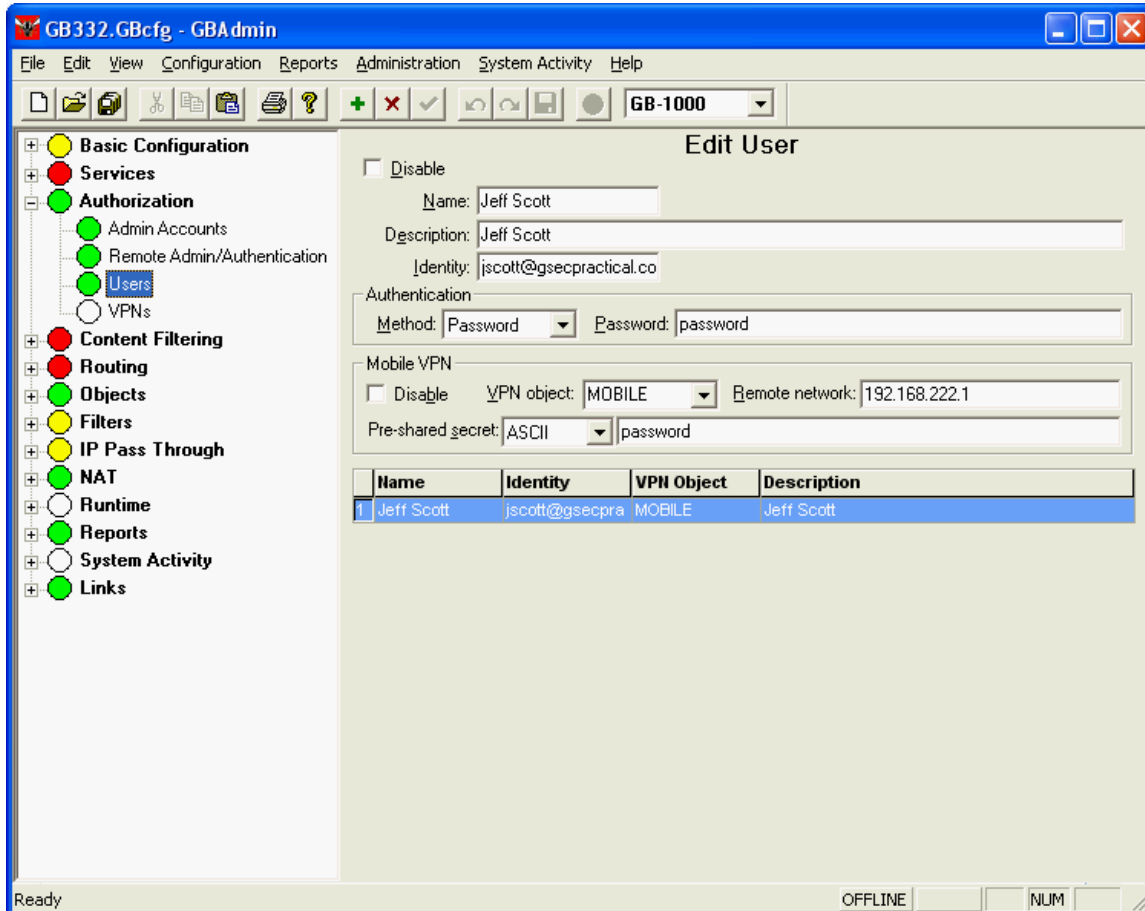 GB332.GBcfg - GBAdmin
File Edit View Configuration Reports Administration System Activity Help
GB-1000
Basic Configuration
Services
Authorization
Admin Accounts
Remote Admin/Authentication
Users
VPNs
Content Filtering
Routing
Objects
Filters
IP Pass Through
NAT
Runtime
Reports
System Activity
Links
Edit User
Disable
Name: Jeff Scott
Description: Jeff Scott
Identity: jscott@gsecpractical.co
Authentication
Method: Password Password: password
Mobile VPN
Disable VPN object: MOBILE Remote network: 192.168.222.1
Pre-shared secret: ASCII password
Name Identity VPN Object Description
1 Jeff Scott jscott@gsecpra MOBILE Jeff Scott
Ready OFFLINE NUM